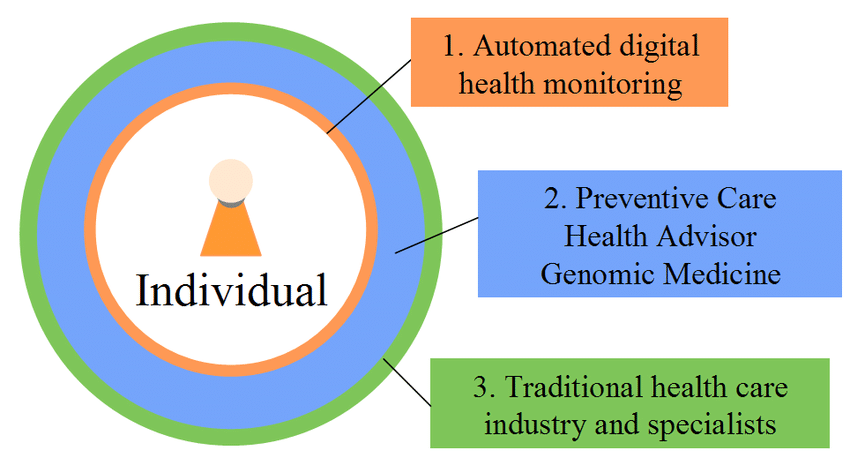 1. Automated digital
health monitoring
2. Preventive Care
Health Advisor
Genomic Medicine
Individual
3. Traditional health care
industry and specialists